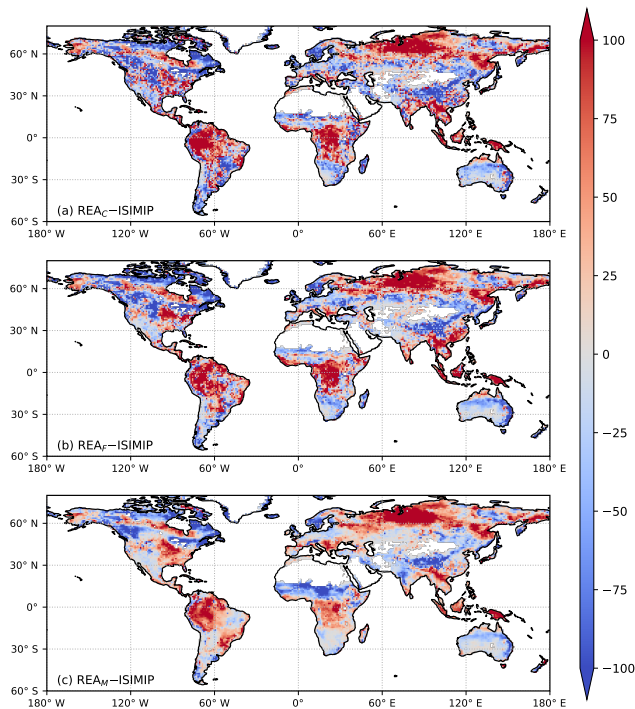 60° N
30° N
0°
30° S
(a) REA_C−ISIMIP
60° S
180° W 120° W 60° W 0° 60° E 120° E 180° E
60° N
30° N
0°
30° S
(b) REA_F−ISIMIP
60° S
180° W 120° W 60° W 0° 60° E 120° E 180° E
60° N
30° N
0°
30° S
(c) REA_M−ISIMIP
60° S
180° W 120° W 60° W 0° 60° E 120° E 180° E
100
75
50
25
0
−25
−50
−75
−100